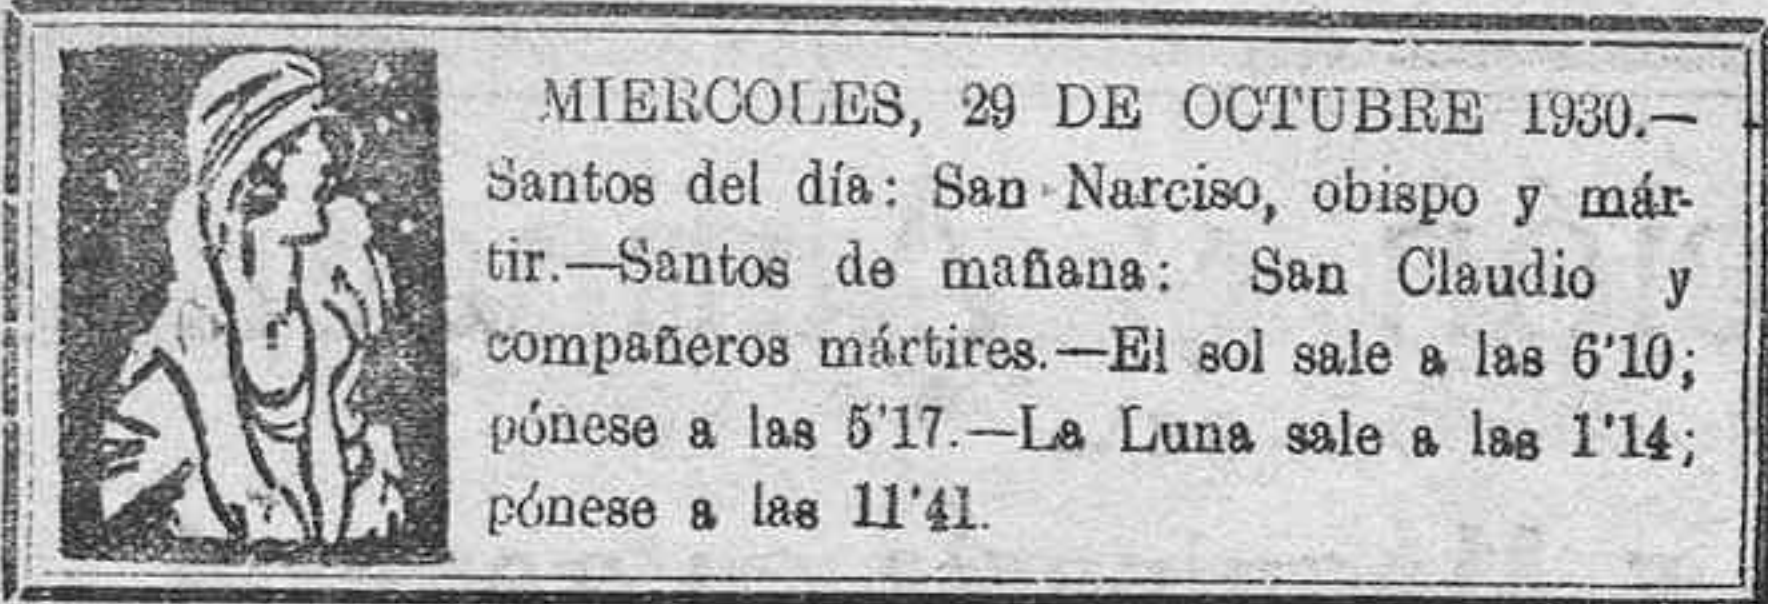 MIERCOLES, 29 DE OCTUBRE 1930.—
Santos del día: San Narciso, obispo y már-
tir.—Santos de mañana: San Claudio y
compañeros mártires.—El sol sale a las 6'10;
pónese a las 5'17.—La Luna sale a las 1'14;
pónese a las 11'41.